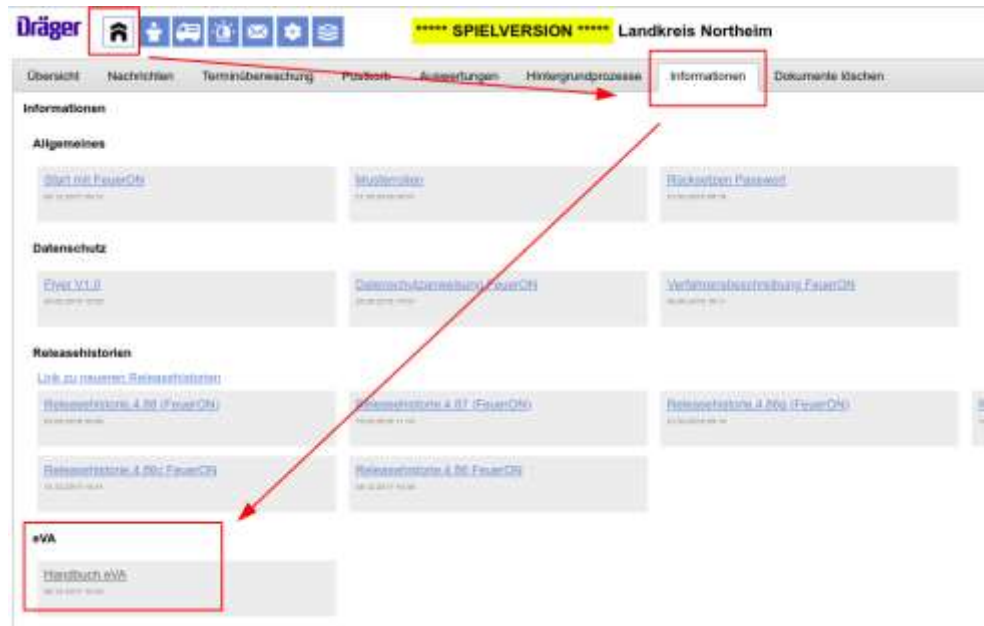 Dräger
***** SPIELVERSION ***** Landkreis Northeim
Übersicht Nachrichten Terminüberwachung Postkorb Auswertungen Hintergrundprozesse Informationen Dokumente löschen
Informationen
Allgemeines
Start mit FeuerON Musterrollen Rücksetzen Passwort
Datenschutz
Flyer V1.0 Datenschutzanweisung FeuerON Verfahrensbeschreibung FeuerON
Releasehistorien
Link zu neueren Releasehistorien
Releasehistorie 4.88 (FeuerON) Releasehistorie 4.87 (FeuerON) Releasehistorie 4.86g (FeuerON)
Releasehistorie 4.86c FeuerON Releasehistorie 4.86 FeuerON
eVA
Handbuch eVA